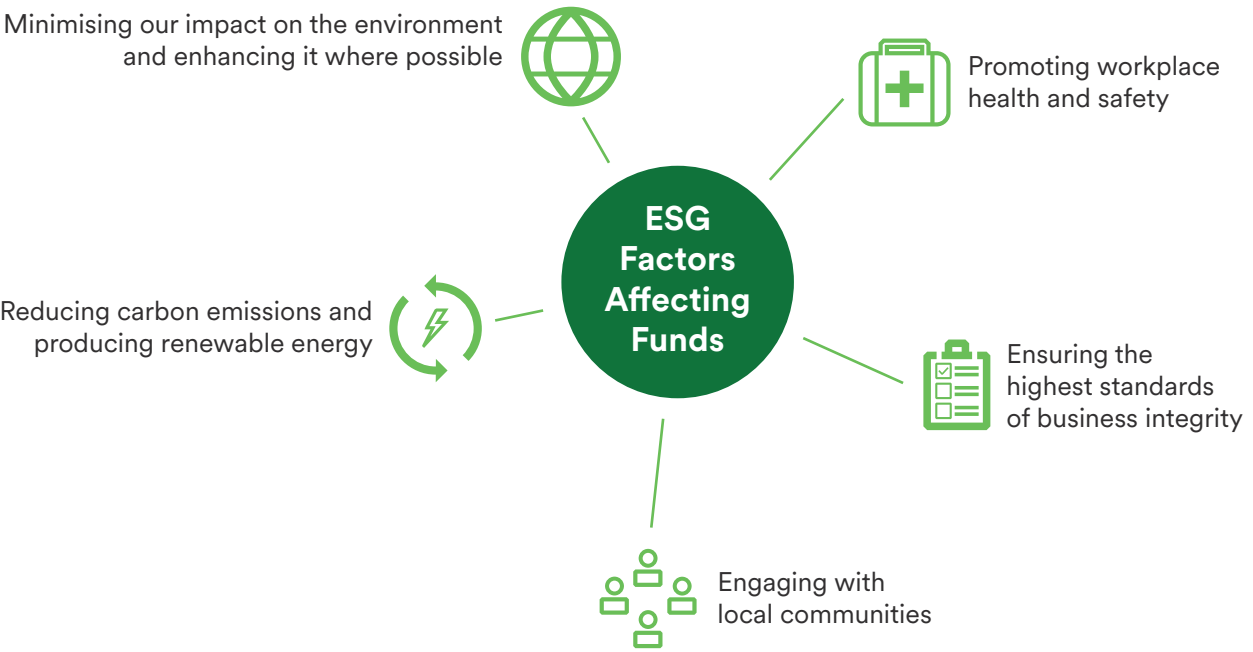 Minimising our impact on the environment
and enhancing it where possible
Promoting workplace
health and safety
ESG
Factors
Affecting
Funds
Reducing carbon emissions and
producing renewable energy
Ensuring the
highest standards
of business integrity
Engaging with
local communities